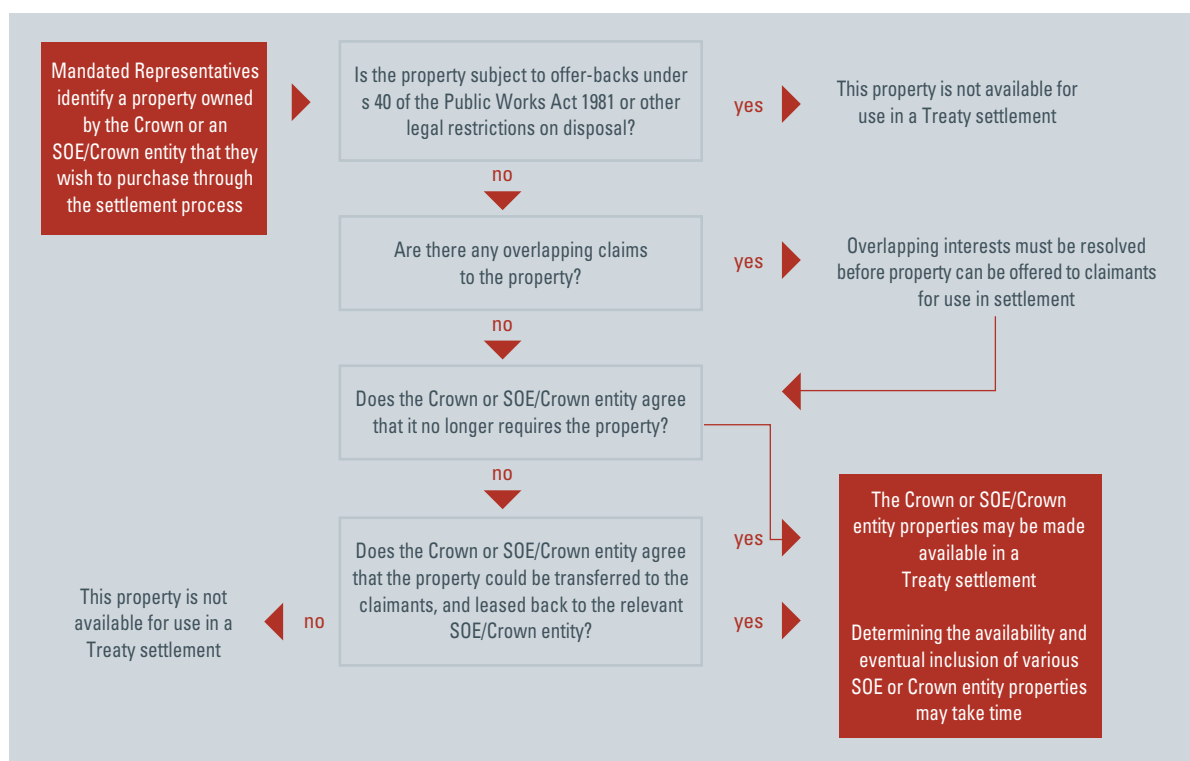 Mandated Representatives
identify a property owned
by the Crown or an
SOE/Crown entity that they
wish to purchase through
the settlement process
Is the property subject to offer-backs under
s 40 of the Public Works Act 1981 or other
legal restrictions on disposal?
yes
This property is not available for
use in a Treaty settlement
no
Are there any overlapping claims
to the property?
yes
Overlapping interests must be resolved
before property can be offered to claimants
for use in settlement
no
Does the Crown or SOE/Crown entity agree
that it no longer requires the property?
no
Does the Crown or SOE/Crown entity agree
that the property could be transferred to the
claimants, and leased back to the relevant
SOE/Crown entity?
yes
yes
The Crown or SOE/Crown
entity properties may be made
available in a
Treaty settlement
Determining the availability and
eventual inclusion of various
SOE or Crown entity properties
may take time
no
This property is not
available for use in a
Treaty settlement